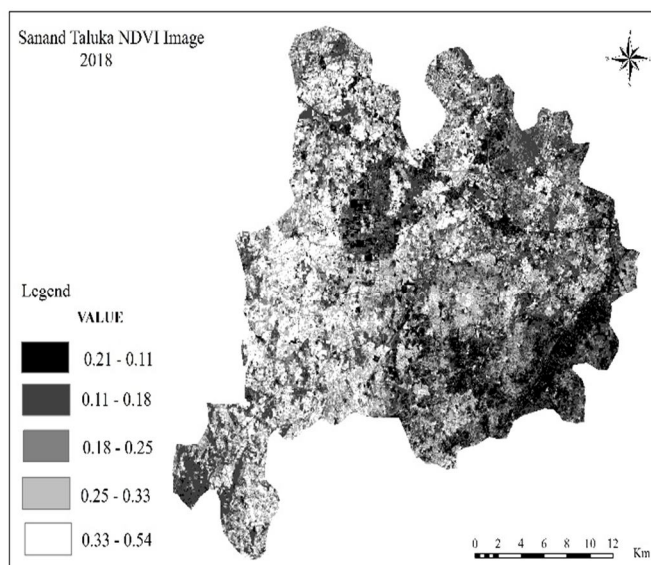 Sanand Taluka NDVI Image
2018
Legend
VALUE
0.21 - 0.11
0.11 - 0.18
0.18 - 0.25
0.25 - 0.33
0.33 - 0.54
0 2 4 6 8 10 12
Km